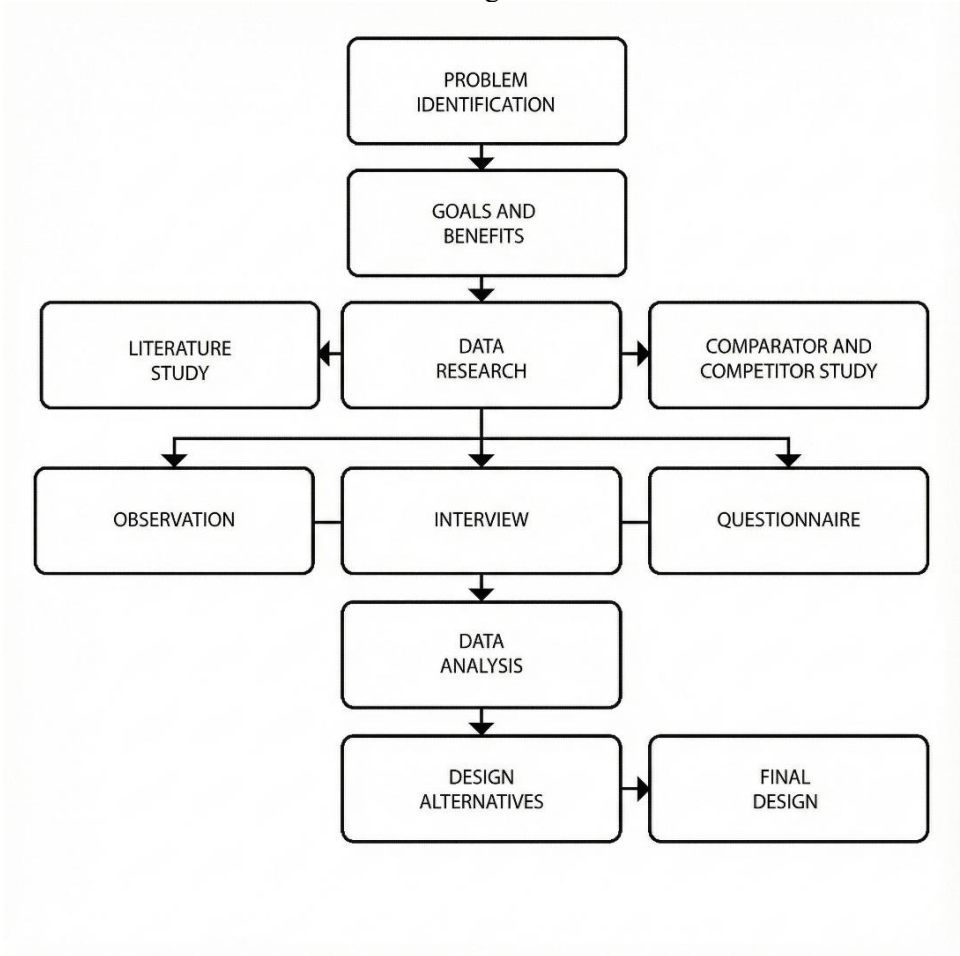 PROBLEM
IDENTIFICATION
GOALS AND
BENEFITS
LITERATURE
STUDY
DATA
RESEARCH
COMPARATOR AND
COMPETITOR STUDY
OBSERVATION
INTERVIEW
QUESTIONNAIRE
DATA
ANALYSIS
DESIGN
ALTERNATIVES
FINAL
DESIGN